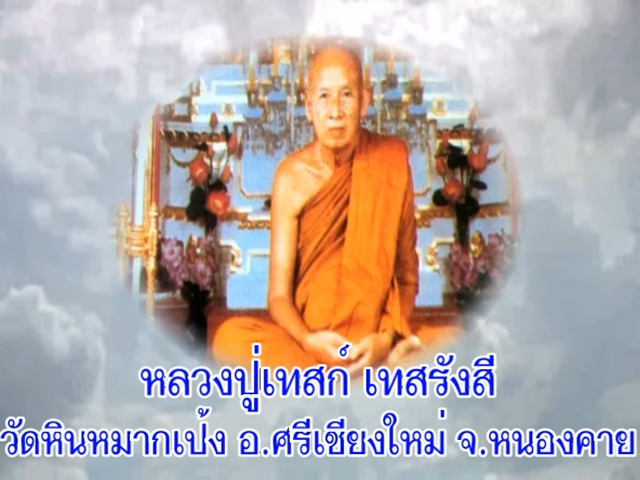 หลวงปู่เทสก์ เทสรังสี
วัดหินหมากเป้ง อ.ศรีเชียงใหม่ จ.หนองคาย